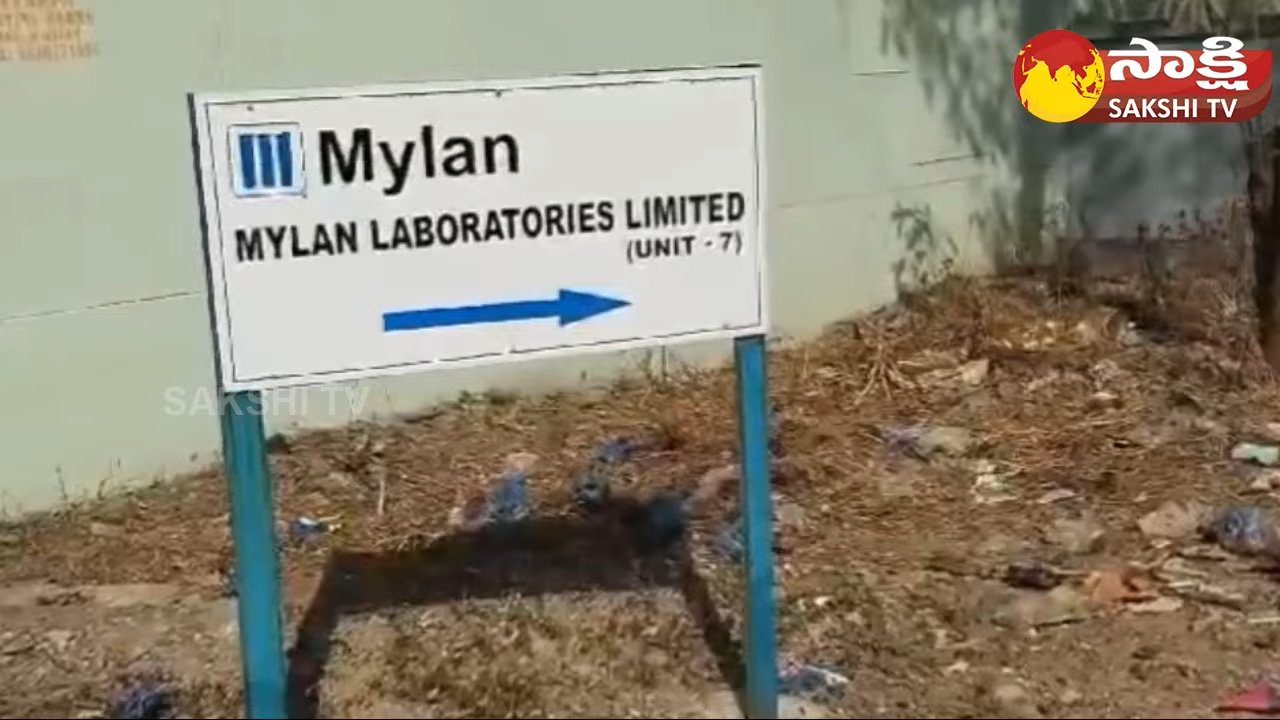 సాక్షి
SAKSHI TV
Mylan
MYLAN LABORATORIES LIMITED
(UNIT - 7)
SAKSHI TV